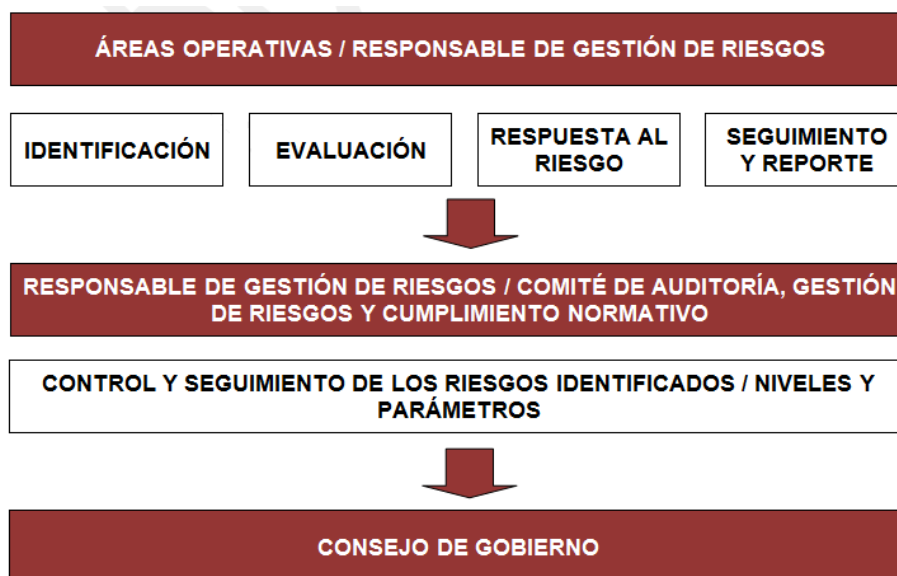 ÁREAS OPERATIVAS / RESPONSABLE DE GESTIÓN DE RIESGOS
IDENTIFICACIÓN
EVALUACIÓN
RESPUESTA AL
RIESGO
SEGUIMIENTO
Y REPORTE
RESPONSABLE DE GESTIÓN DE RIESGOS / COMITÉ DE AUDITORÍA, GESTIÓN
DE RIESGOS Y CUMPLIMIENTO NORMATIVO
CONTROL Y SEGUIMIENTO DE LOS RIESGOS IDENTIFICADOS / NIVELES Y
PARÁMETROS
CONSEJO DE GOBIERNO